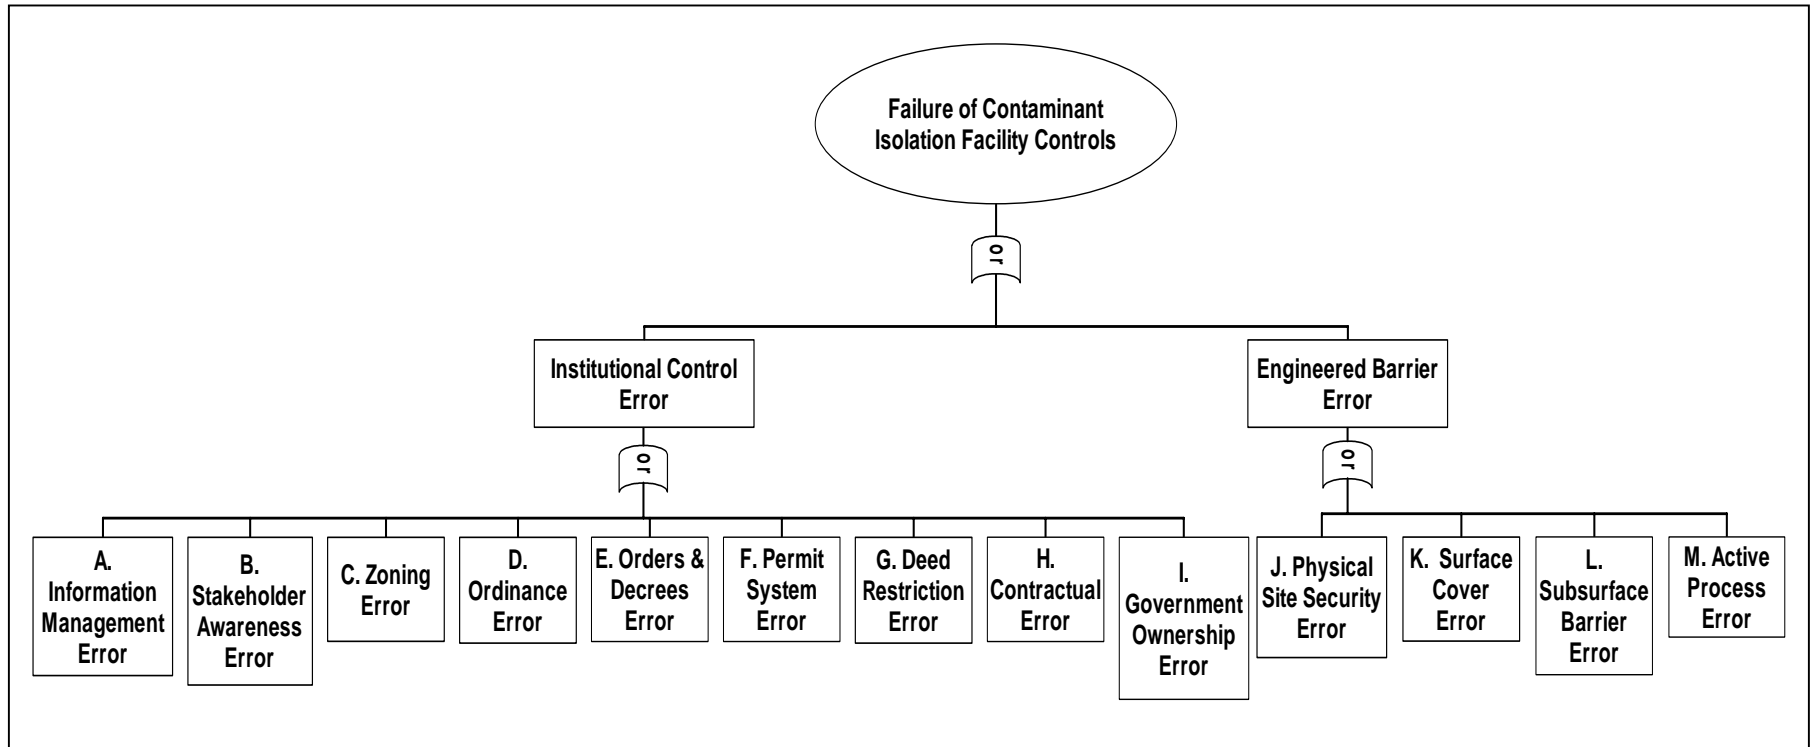 Failure of Contaminant
Isolation Facility Controls
or
Institutional Control
Error
Engineered Barrier
Error
or
or
A.
Information
Management
Error
B.
Stakeholder
Awareness
Error
C. Zoning
Error
D.
Ordinance
Error
E. Orders &
Decrees
Error
F. Permit
System
Error
G. Deed
Restriction
Error
H.
Contractual
Error
I.
Government
Ownership
Error
J. Physical
Site Security
Error
K. Surface
Cover
Error
L.
Subsurface
Barrier
Error
M. Active
Process
Error